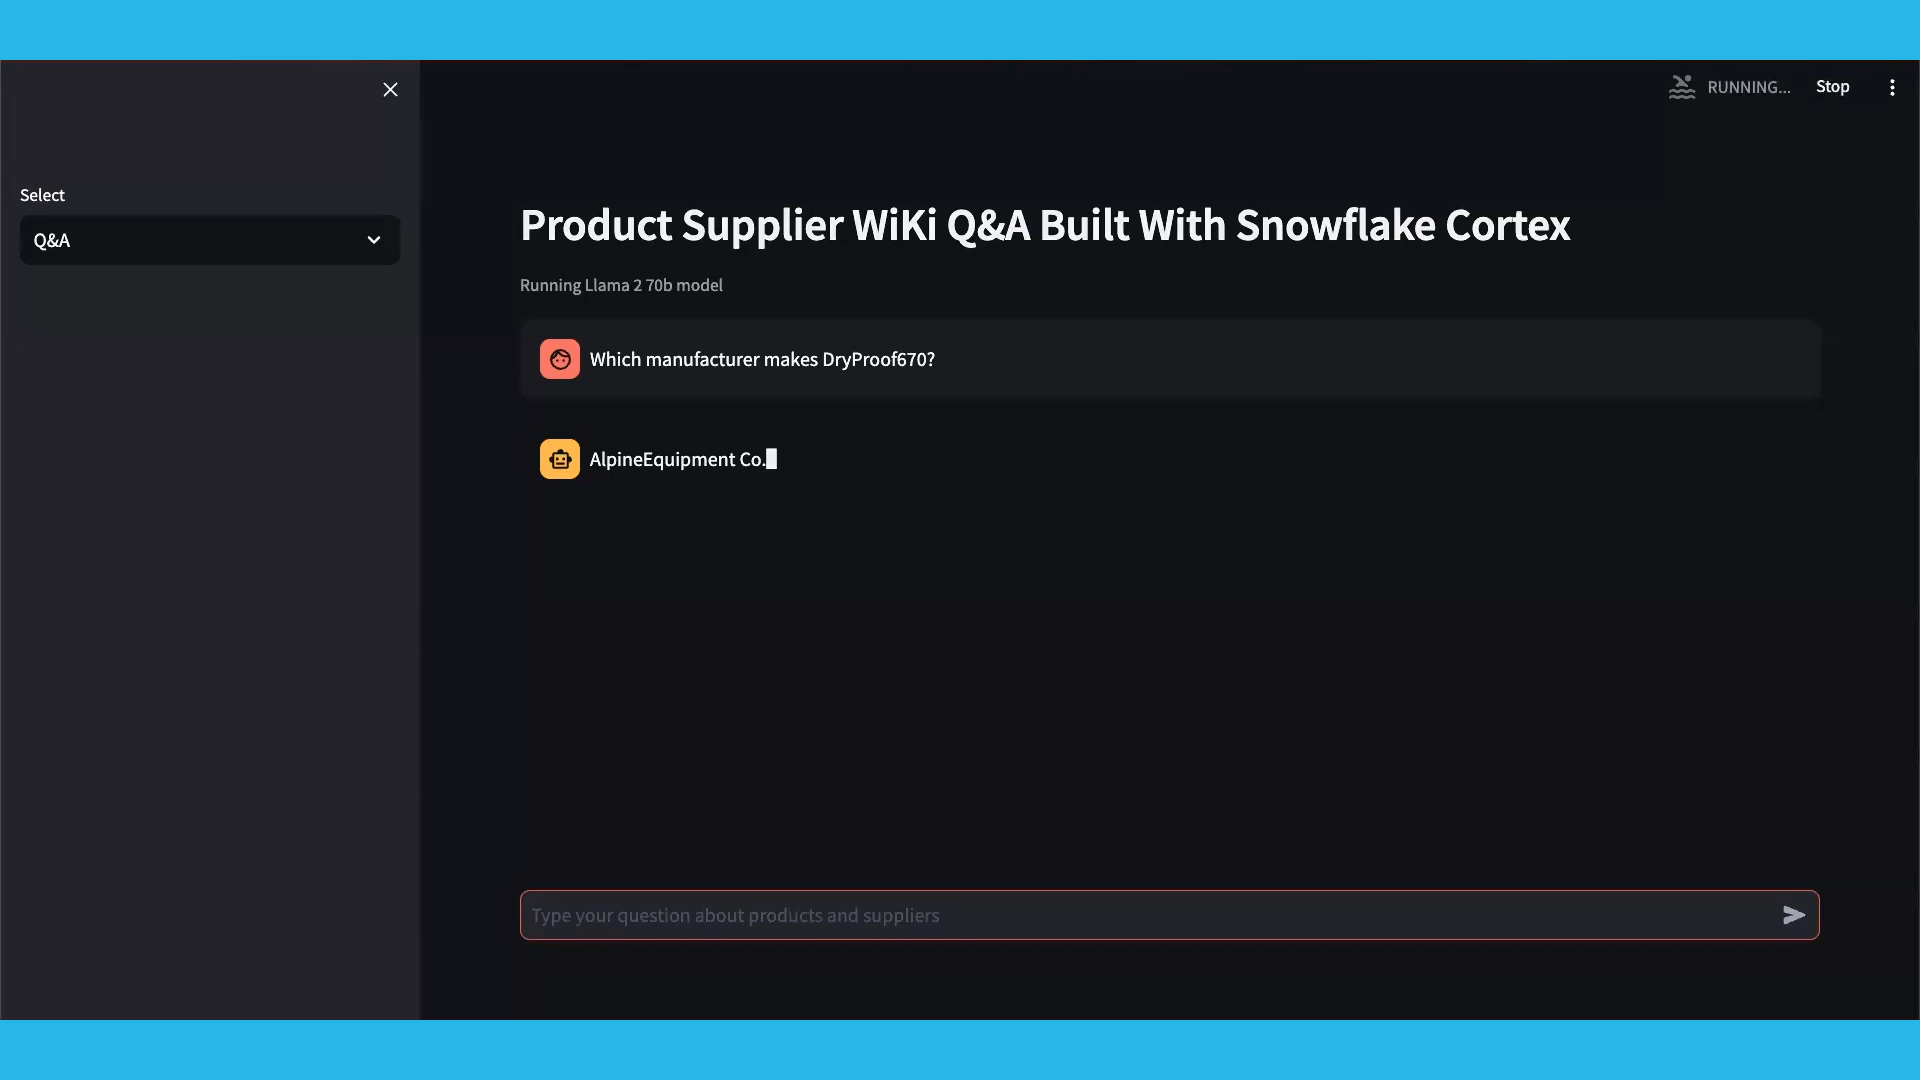 RUNNING...
Stop
Select
Q&A
Product Supplier WiKi Q&A Built With Snowflake Cortex
Running Llama 2 70b model
Which manufacturer makes DryProof670?
AlpineEquipment Co.
Type your question about products and suppliers